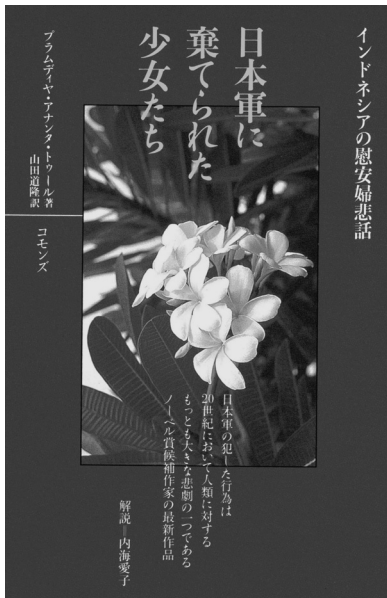 インドネシアの慰安婦悲話
日本軍に
棄てられた
少女たち
プラムディヤ・アナンタ・トゥール著
山田道隆訳
コモンズ
日本軍の犯した行為は
20世紀において人類に対する
もっとも大きな悲劇の一つである
ノーベル賞候補作家の最新作品
解説＝内海愛子